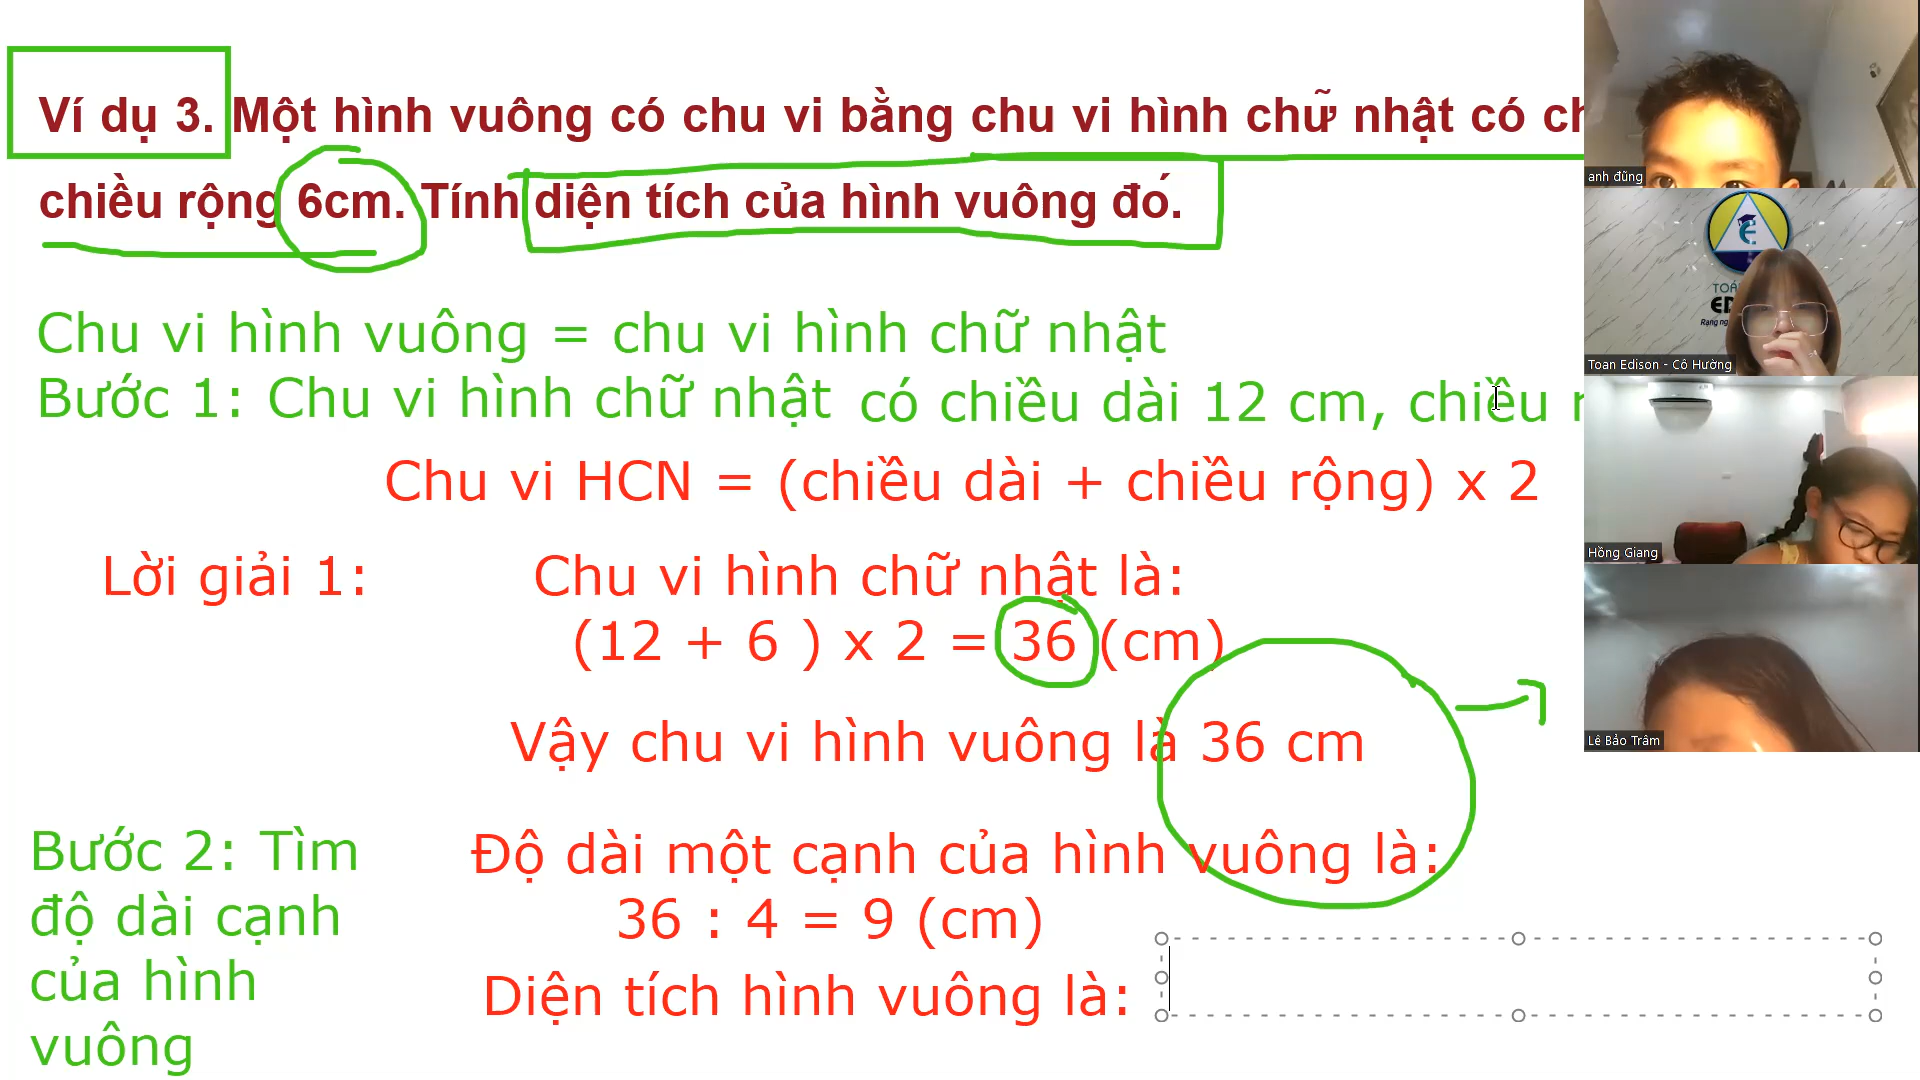 Ví dụ 3. Một hình vuông có chu vi bằng chu vi hình chữ nhật có ch
chiều rộng 6cm. Tính diện tích của hình vuông đó.
Chu vi hình vuông = chu vi hình chữ nhật
Bước 1: Chu vi hình chữ nhật có chiều dài 12 cm, chiều r
Chu vi HCN = (chiều dài + chiều rộng) x 2
Lời giải 1: Chu vi hình chữ nhật là:
(12 + 6 ) x 2 = 36 (cm)
Vậy chu vi hình vuông là 36 cm
Bước 2: Tìm
độ dài cạnh
của hình
vuông
Độ dài một cạnh của hình vuông là:
36 : 4 = 9 (cm)
Diện tích hình vuông là:
anh đũng
Toan Edison - Cô Hường
Hồng Giang
Lê Bảo Trâm